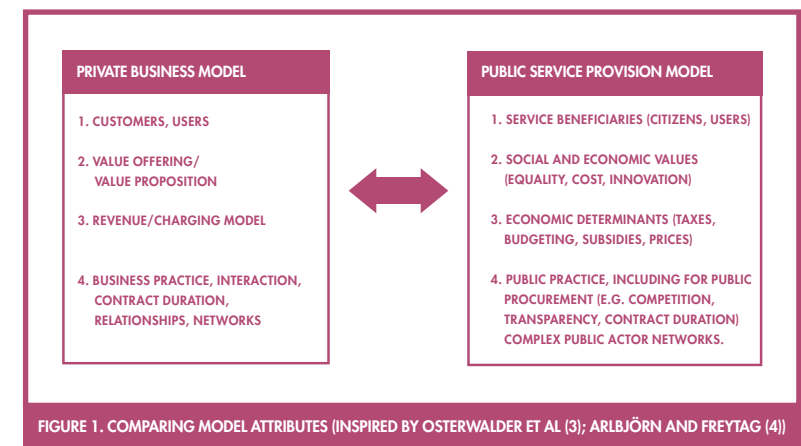 PRIVATE BUSINESS MODEL
1. CUSTOMERS, USERS
2. VALUE OFFERING/
VALUE PROPOSITION
3. REVENUE/CHARGING MODEL
4. BUSINESS PRACTICE, INTERACTION,
CONTRACT DURATION,
RELATIONSHIPS, NETWORKS
PUBLIC SERVICE PROVISION MODEL
1. SERVICE BENEFICIARIES (CITIZENS, USERS)
2. SOCIAL AND ECONOMIC VALUES
(EQUALITY, COST, INNOVATION)
3. ECONOMIC DETERMINANTS (TAXES,
BUDGETING, SUBSIDIES, PRICES)
4. PUBLIC PRACTICE, INCLUDING FOR PUBLIC
PROCUREMENT (E.G. COMPETITION,
TRANSPARENCY, CONTRACT DURATION)
COMPLEX PUBLIC ACTOR NETWORKS.
FIGURE 1. COMPARING MODEL ATTRIBUTES (INSPIRED BY OSTERWALDER ET AL (3); ARLBJÖRN AND FREYTAG (4))